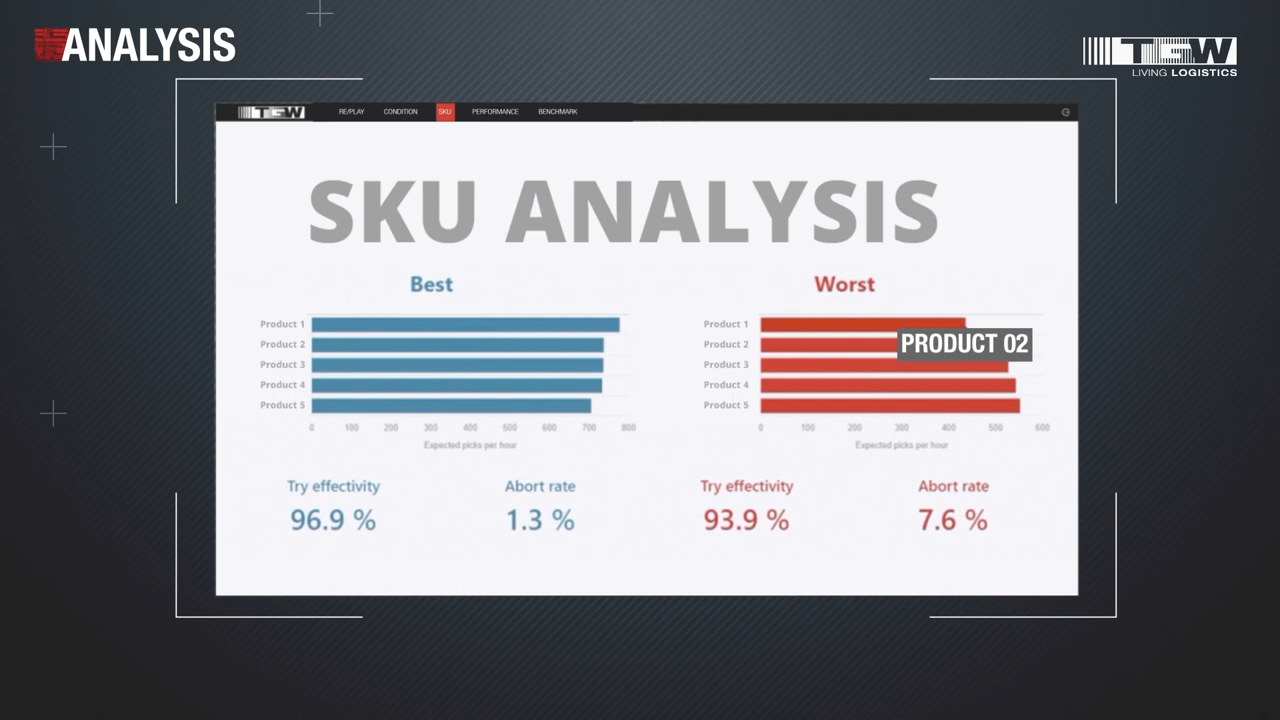 ANALYSIS
TGW
LIVING LOGISTICS
TGW RE/PLAY CONDITION SKU PERFORMANCE BENCHMARK
SKU ANALYSIS
Best
Product 1
Product 2
Product 3
Product 4
Product 5
0 100 200 300 400 500 600 700 800
Expected picks per hour
Try effectivity Abort rate
96.9 % 1.3 %
Worst
Product 1
Product 2
PRODUCT 02
Product 3
Product 4
Product 5
0 100 200 300 400 500 600
Expected picks per hour
Try effectivity Abort rate
93.9 % 7.6 %